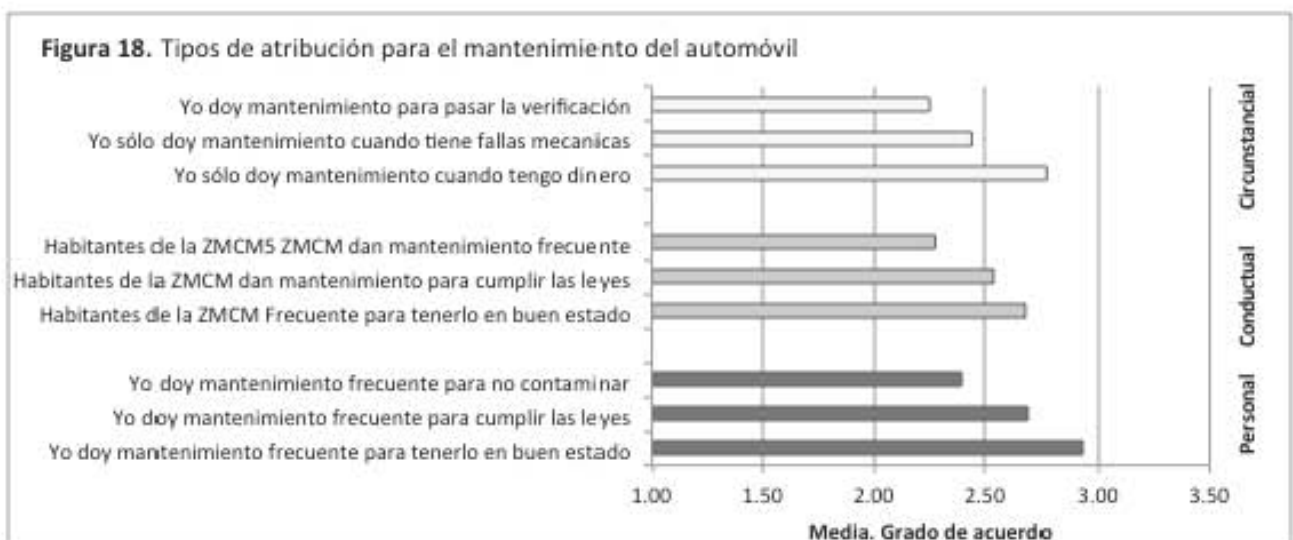 Figura 18. Tipos de atribución para el mantenimiento del automóvil
Yo doy mantenimiento para pasar la verificación
Yo sólo doy mantenimiento cuando tiene fallas mecanicas
Yo sólo doy mantenimiento cuando tengo dinero
Circunstancial
Habitantes de la ZMCM5 ZMCM dan mantenimiento frecuente
Habitantes de la ZMCM dan mantenimiento para cumplir las leyes
Habitantes de la ZMCM Frecuente para tenerlo en buen estado
Conductual
Yo doy mantenimiento frecuente para no contaminar
Yo doy mantenimiento frecuente para cumplir las leyes
Yo doy mantenimiento frecuente para tenerlo en buen estado
Personal
1.00 1.50 2.00 2.50 3.00 3.50
Media. Grado de acuerdo